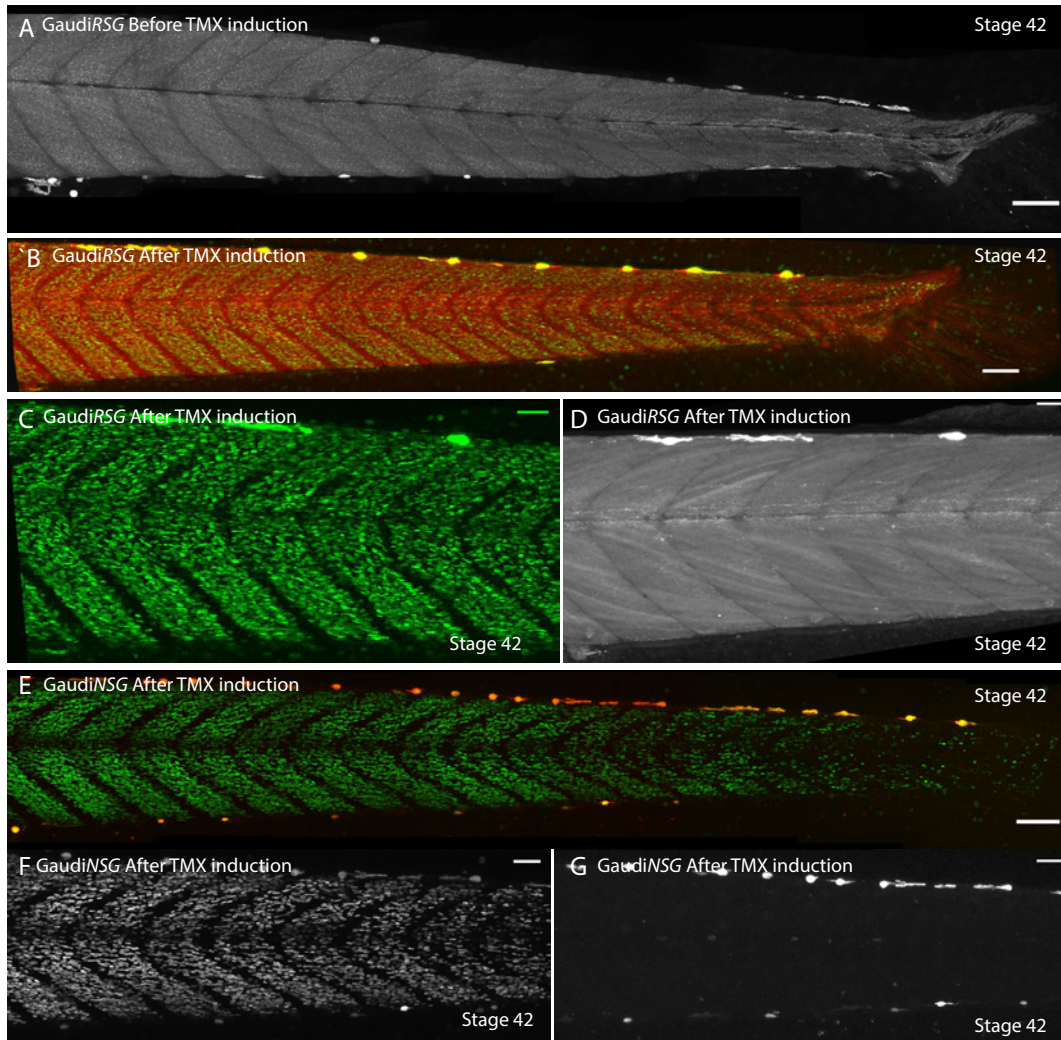 A GaudiRSG Before TMX induction Stage 42
`B GaudiRSG After TMX induction Stage 42
C GaudiRSG After TMX induction
Stage 42
D GaudiRSG After TMX induction
Stage 42
E GaudiNSG After TMX induction Stage 42
F GaudiNSG After TMX induction
Stage 42
G GaudiNSG After TMX induction
Stage 42